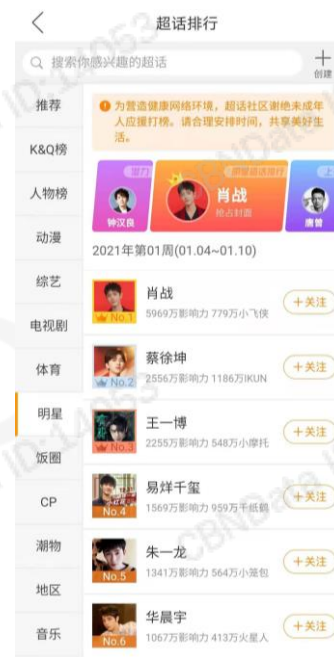 超话排行
搜索你感兴趣的超话
创建
推荐
K&Q榜
人物榜
动漫
综艺
电视剧
体育
明星
饭圈
CP
潮物
地区
音乐
为营造健康网络环境，超话社区谢绝未成年
人应援打榜。请合理安排时间，共享美好生
活。
钟汉良
肖战
抢占封面
唐曾
2021年第01周(01.04~01.10)
No.1
肖战
5969万影响力 779万小飞侠
+关注
No.2
蔡徐坤
2556万影响力 1186万IKUN
+关注
No.3
王一博
2255万影响力 548万小摩托
+关注
No.4
易烊千玺
1569万影响力 959万千纸鹤
+关注
No.5
朱一龙
1341万影响力 564万小笼包
+关注
No.6
华晨宇
1067万影响力 413万火星人
+关注
CBNData